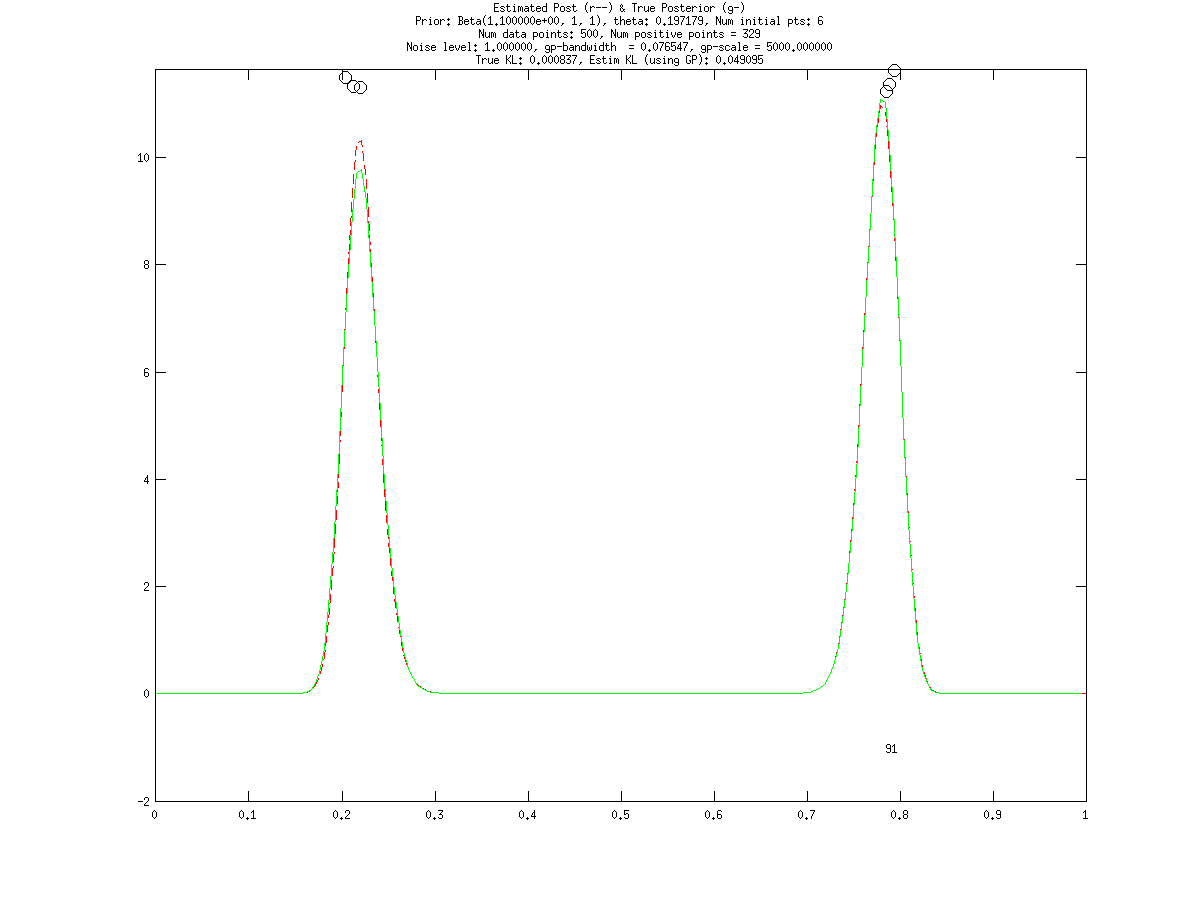 Estimated Post (r--) & True Posterior (g-)
Prior: Beta(1.100000e+00, 1, 1), theta: 0.197179, Num initial pts: 6
Num data points: 500, Num positive points = 329
Noise level: 1.000000, gp-bandwidth  = 0.076547, gp-scale = 5000.000000
True KL: 0.000837, Estim KL (using GP): 0.049095
10
8
6
4
2
0
91
-2
0 0.1 0.2 0.3 0.4 0.5 0.6 0.7 0.8 0.9 1